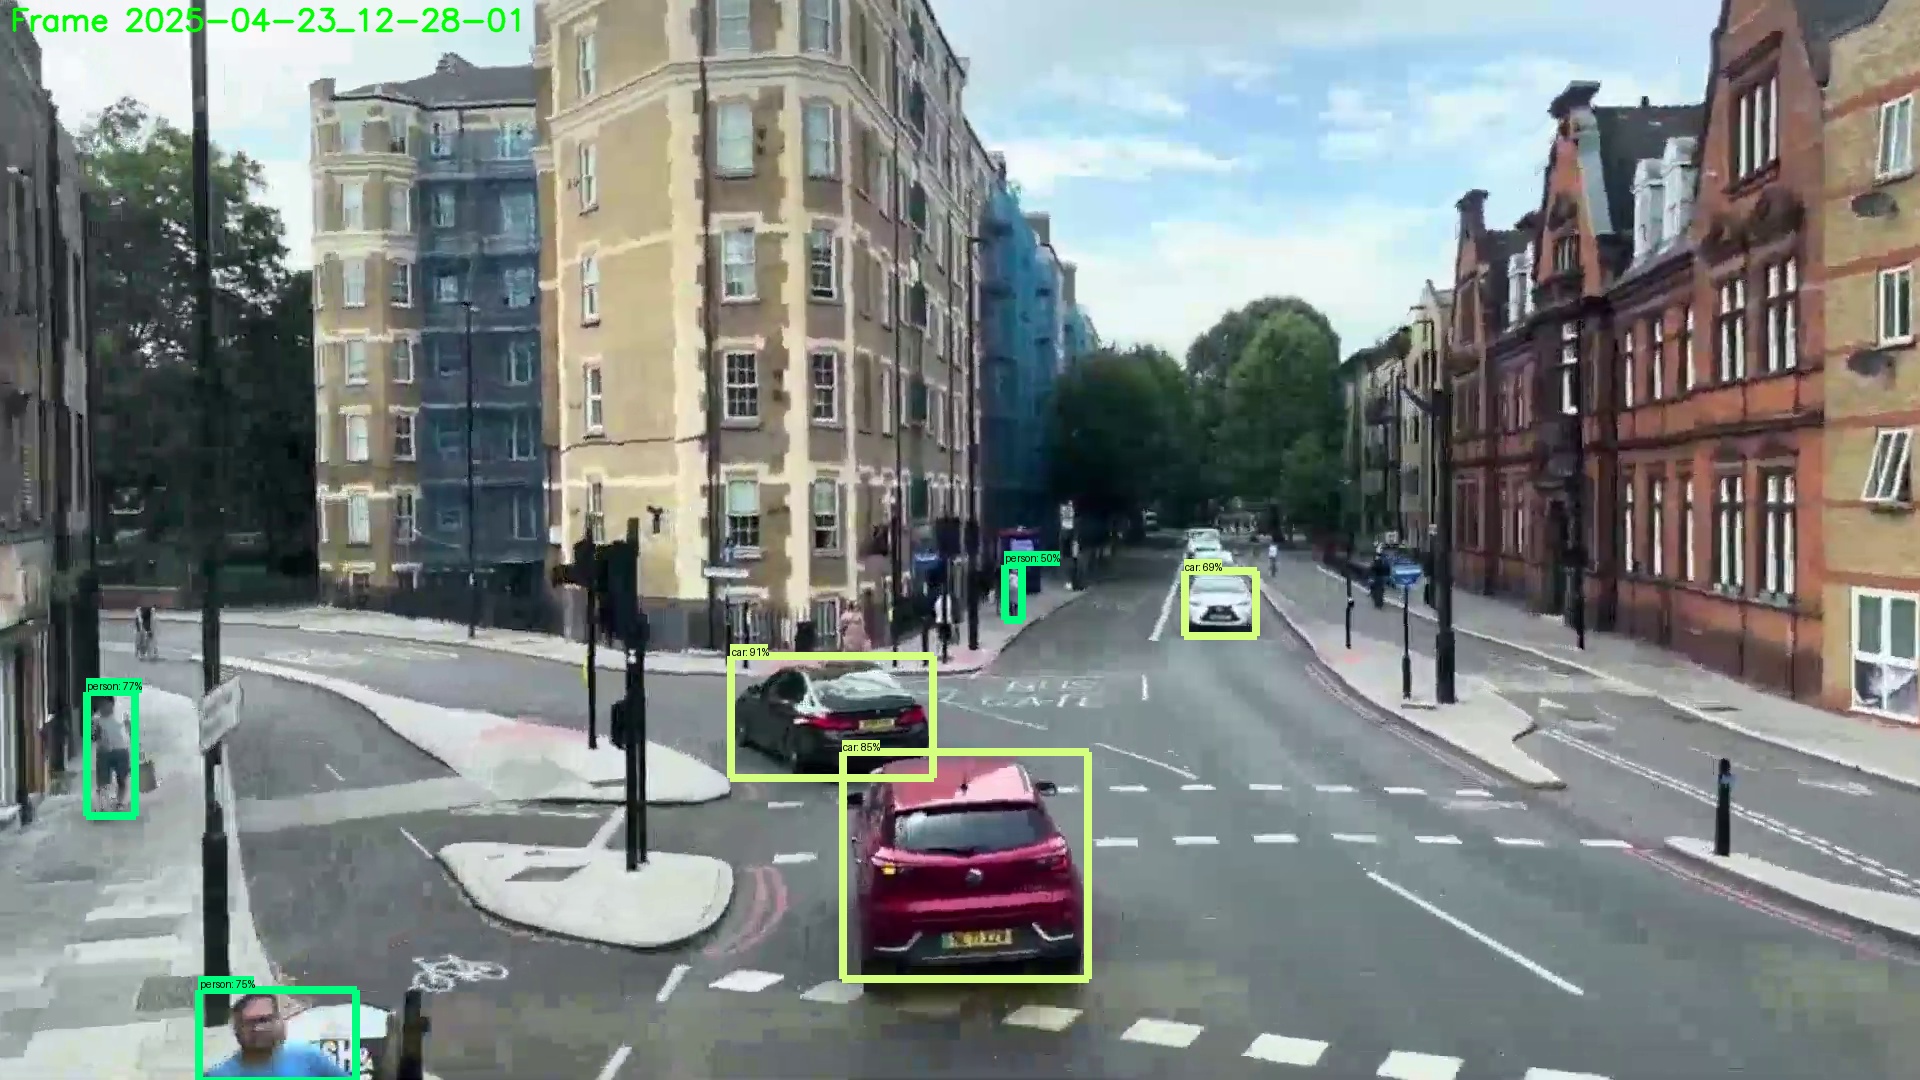 Frame 2025-04-23_12-28-01
person: 50%
car: 69%
car: 91%
person: 77%
BUS
GATE
car: 85%
person: 75%